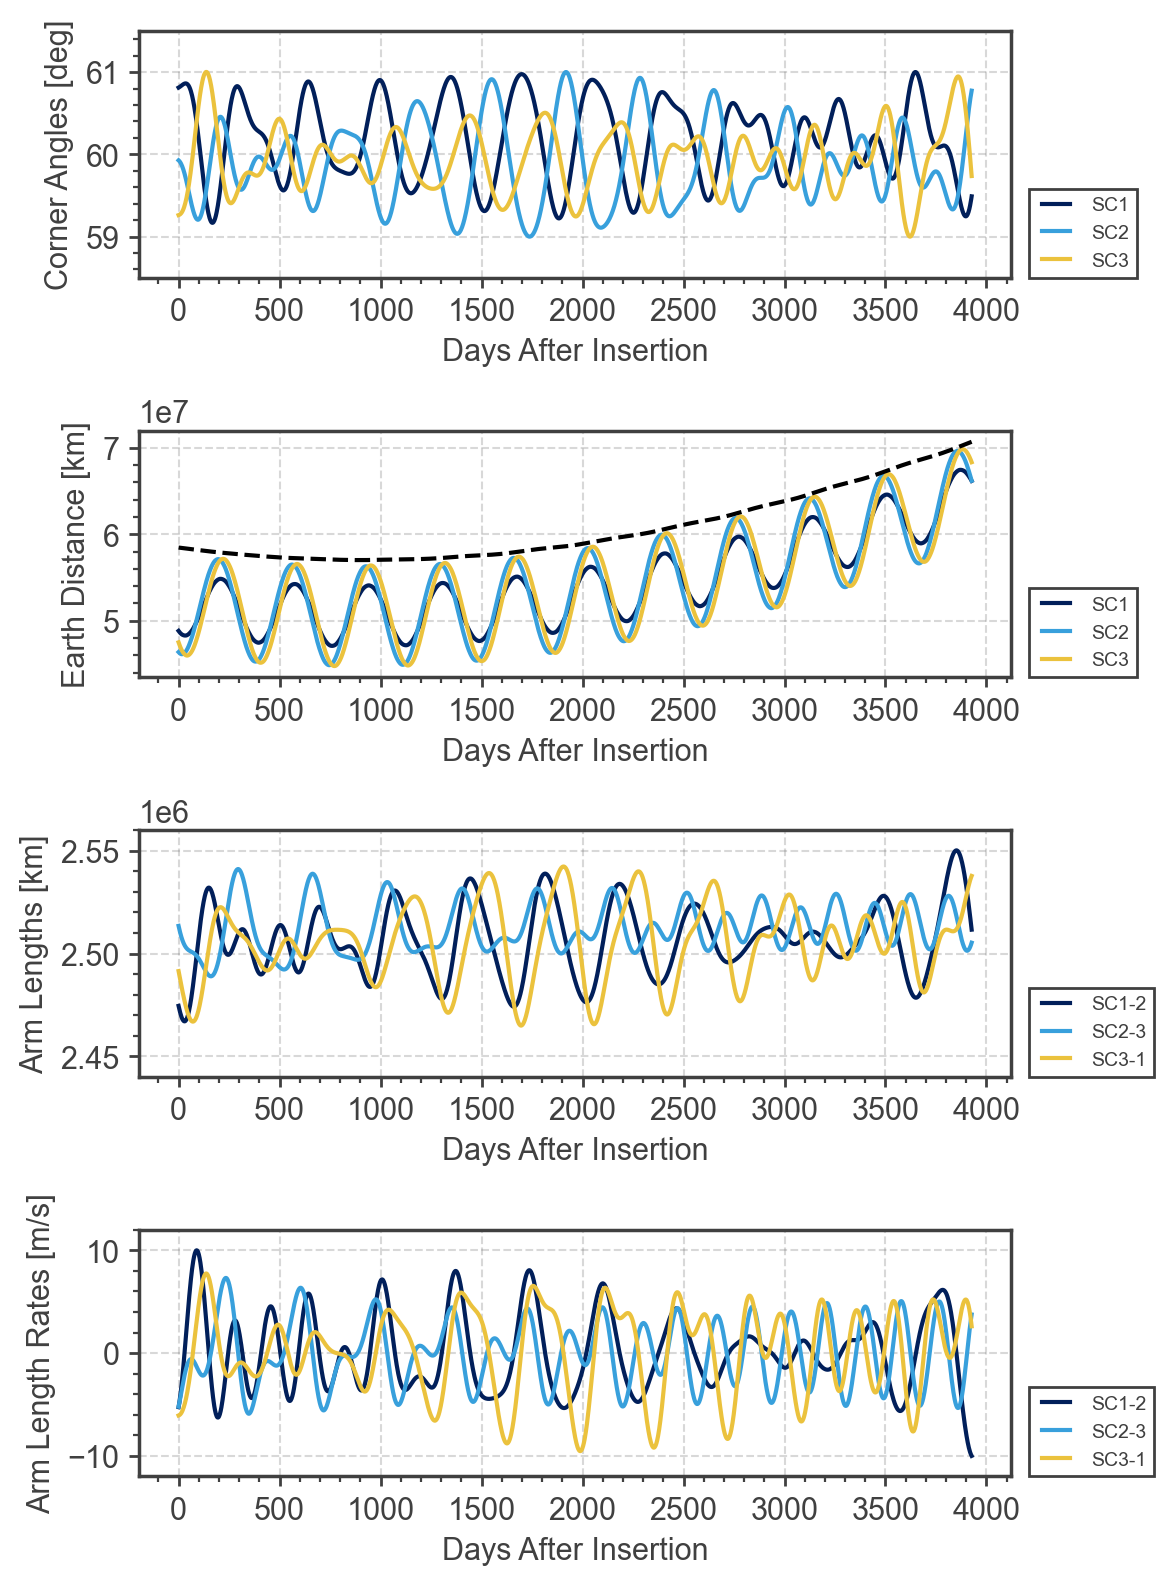 Corner Angles [deg]
61
60
59
0 500 1000 1500 2000 2500 3000 3500 4000
Days After Insertion
SC1
SC2
SC3
1e7
Earth Distance [km]
7
6
5
0 500 1000 1500 2000 2500 3000 3500 4000
Days After Insertion
SC1
SC2
SC3
1e6
Arm Lengths [km]
2.55
2.50
2.45
0 500 1000 1500 2000 2500 3000 3500 4000
Days After Insertion
SC1-2
SC2-3
SC3-1
Arm Length Rates [m/s]
10
0
−10
0 500 1000 1500 2000 2500 3000 3500 4000
Days After Insertion
SC1-2
SC2-3
SC3-1